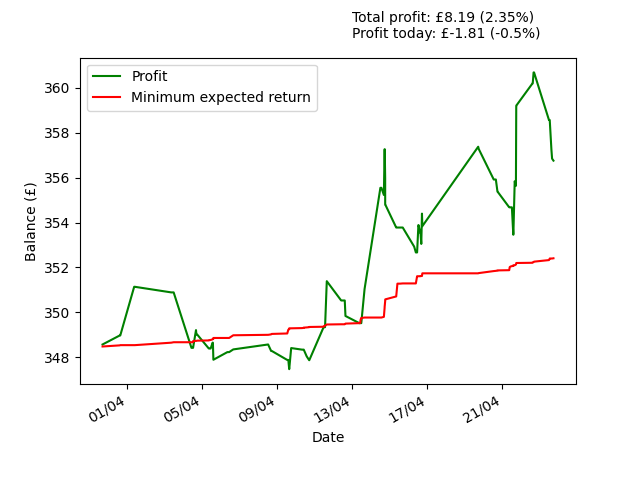 Total profit: £8.19 (2.35%)
Profit today: £-1.81 (-0.5%)
Profit
Minimum expected return
Balance (£)
360
358
356
354
352
350
348
01/04
05/04
09/04
13/04
17/04
21/04
Date